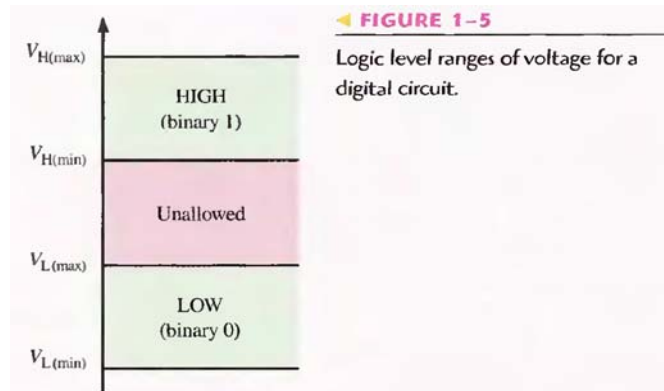 FIGURE 1–5
Logic level ranges of voltage for a
digital circuit.
VH(max)
HIGH
(binary 1)
VH(min)
Unallowed
VL(max)
LOW
(binary 0)
VL(min)